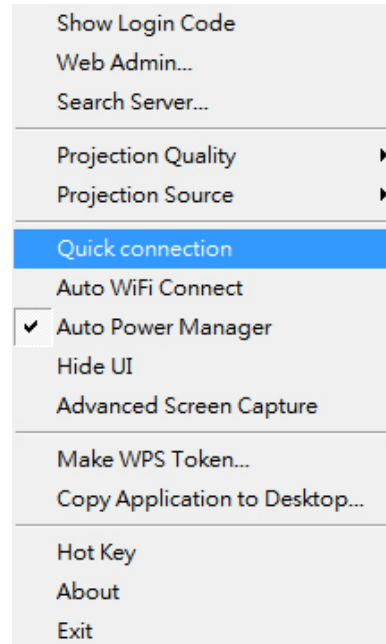 Show Login Code
Web Admin...
Search Server...
Projection Quality
Projection Source
Quick connection
Auto WiFi Connect
Auto Power Manager
Hide UI
Advanced Screen Capture
Make WPS Token...
Copy Application to Desktop...
Hot Key
About
Exit